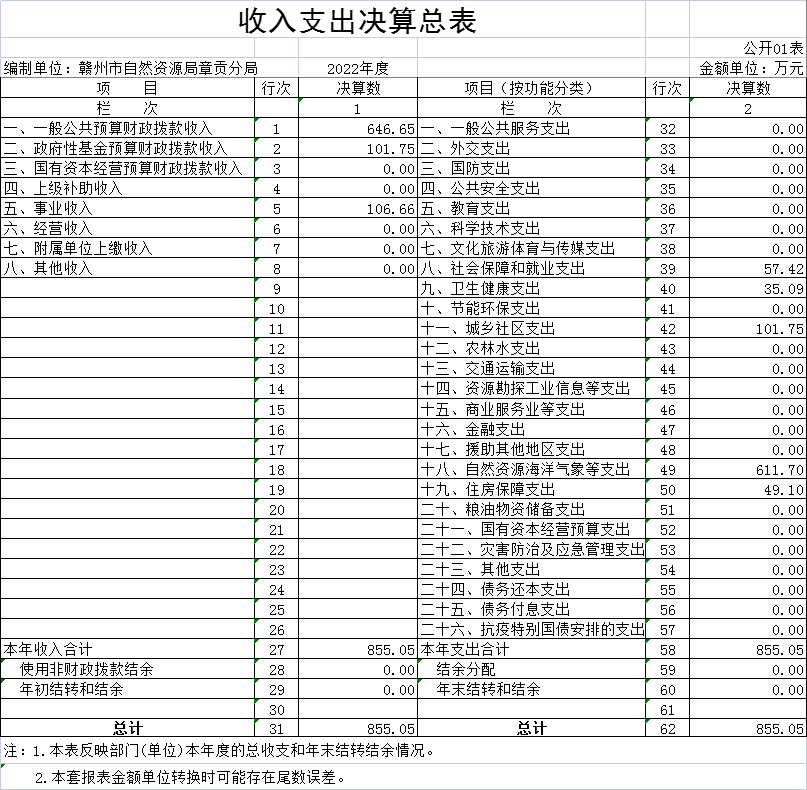 收入支出决算总表
公开01表
编制单位：赣州市自然资源局章贡分局 2022年度 金额单位：万元
项 目 行次 决算数 项目（按功能分类） 行次 决算数
栏 次 1 栏 次 2
一、一般公共预算财政拨款收入 1 646.65 一、一般公共服务支出 32 0.00
二、政府性基金预算财政拨款收入 2 101.75 二、外交支出 33 0.00
三、国有资本经营预算财政拨款收入 3 0.00 三、国防支出 34 0.00
四、上级补助收入 4 0.00 四、公共安全支出 35 0.00
五、事业收入 5 106.66 五、教育支出 36 0.00
六、经营收入 6 0.00 六、科学技术支出 37 0.00
七、附属单位上缴收入 7 0.00 七、文化旅游体育与传媒支出 38 0.00
八、其他收入 8 0.00 八、社会保障和就业支出 39 57.42
9 九、卫生健康支出 40 35.09
10 十、节能环保支出 41 0.00
11 十一、城乡社区支出 42 101.75
12 十二、农林水支出 43 0.00
13 十三、交通运输支出 44 0.00
14 十四、资源勘探工业信息等支出 45 0.00
15 十五、商业服务业等支出 46 0.00
16 十六、金融支出 47 0.00
17 十七、援助其他地区支出 48 0.00
18 十八、自然资源海洋气象等支出 49 611.70
19 十九、住房保障支出 50 49.10
20 二十、粮油物资储备支出 51 0.00
21 二十一、国有资本经营预算支出 52 0.00
22 二十二、灾害防治及应急管理支出 53 0.00
23 二十三、其他支出 54 0.00
24 二十四、债务还本支出 55 0.00
25 二十五、债务付息支出 56 0.00
26 二十六、抗疫特别国债安排的支出 57 0.00
本年收入合计 27 855.05 本年支出合计 58 855.05
使用非财政拨款结余 28 0.00 结余分配 59 0.00
年初结转和结余 29 0.00 年末结转和结余 60 0.00
30 61
总计 31 855.05 总计 62 855.05
注：1.本表反映部门(单位)本年度的总收支和年末结转结余情况。
2.本套报表金额单位转换时可能存在尾数误差。